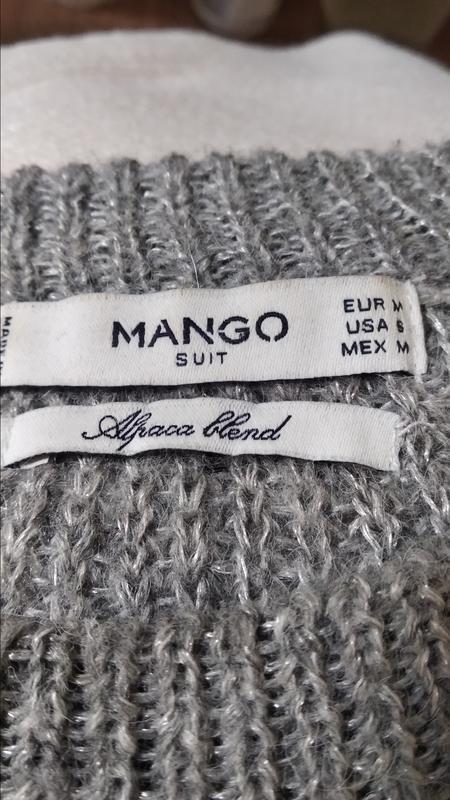 MANGO
SUIT
EUR M
USA S
MEX M
Alpaca blend